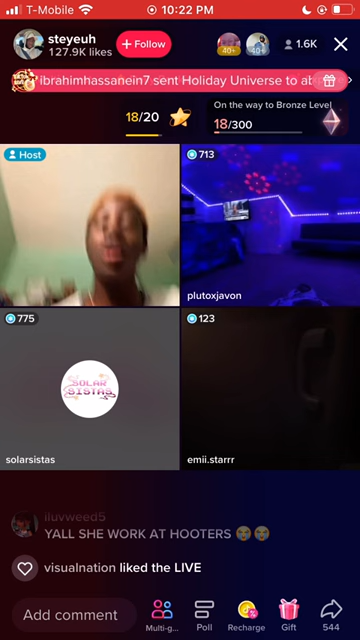 T-Mobile
10:22 PM
steyeuh
127.9K likes
+ Follow
40+
40+
1.6K
ibrahimhassanein7 sent Holiday Universe to ab
18/20
On the way to Bronze Level
18/300
Host
713
plutoxjavon
775
SOLAR
SISTAS
solarsistas
123
emii.starrr
iluvweed5
YALL SHE WORK AT HOOTERS 😭😭
visualnation liked the LIVE
Add comment
Multi-g...
Poll
Recharge
Gift
544